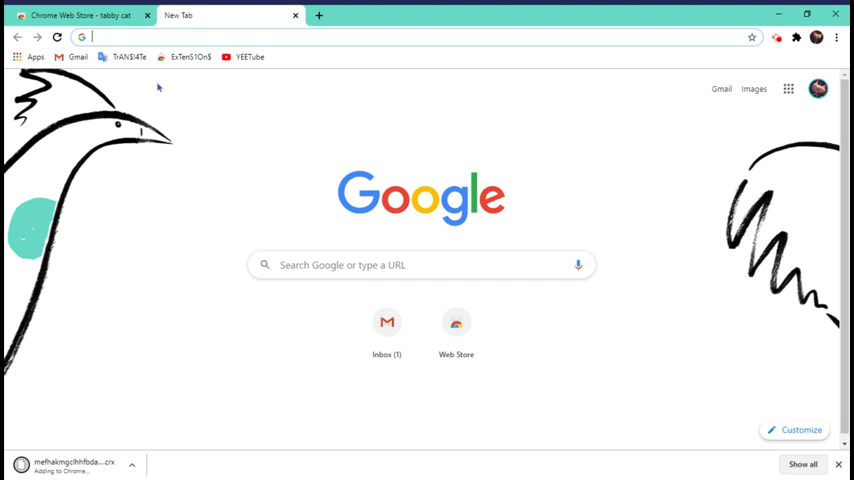 Chrome Web Store - tabby cat
New Tab
Apps
Gmail
TrAN$l4Te
ExTenS1On$
YEETube
Gmail
Images
Google
Search Google or type a URL
Inbox (1)
Web Store
Customize
mefhakmgclhhfbda....crx
Adding to Chrome...
Show all